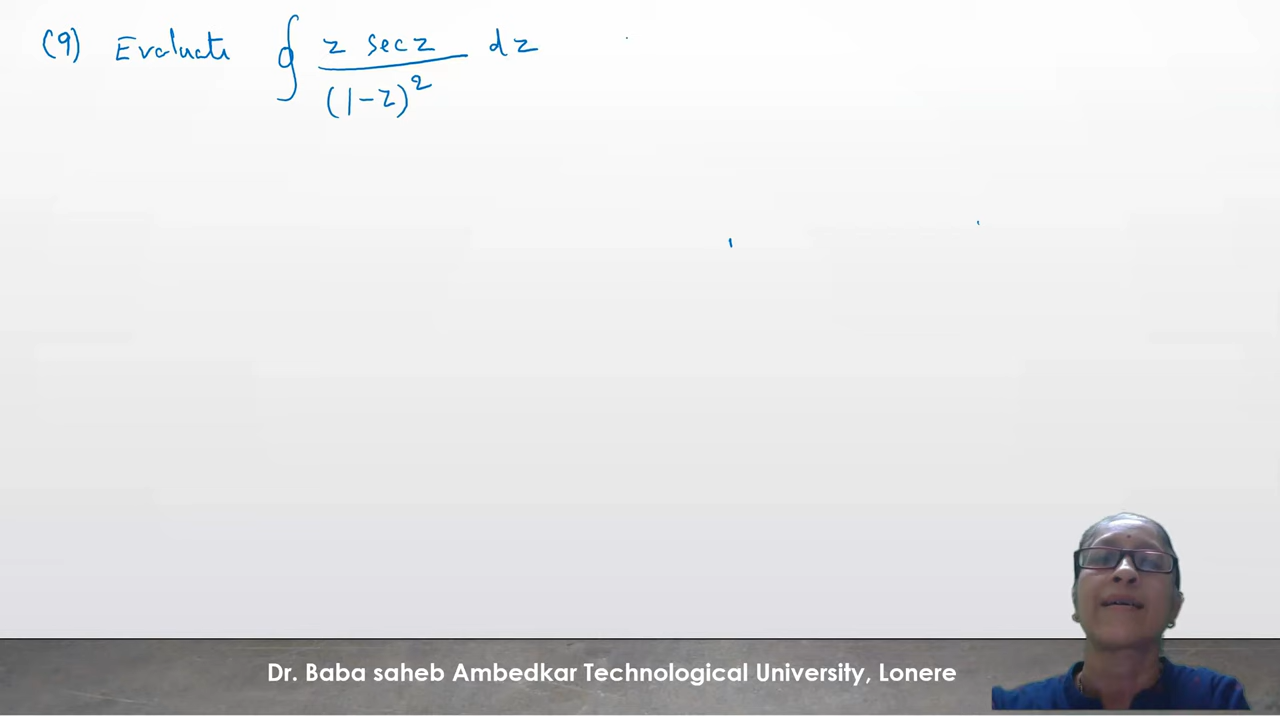 (9) Evaluate ∮ z sec z / (1-z)² dz
Dr. Baba saheb Ambedkar Technological University, Lonere